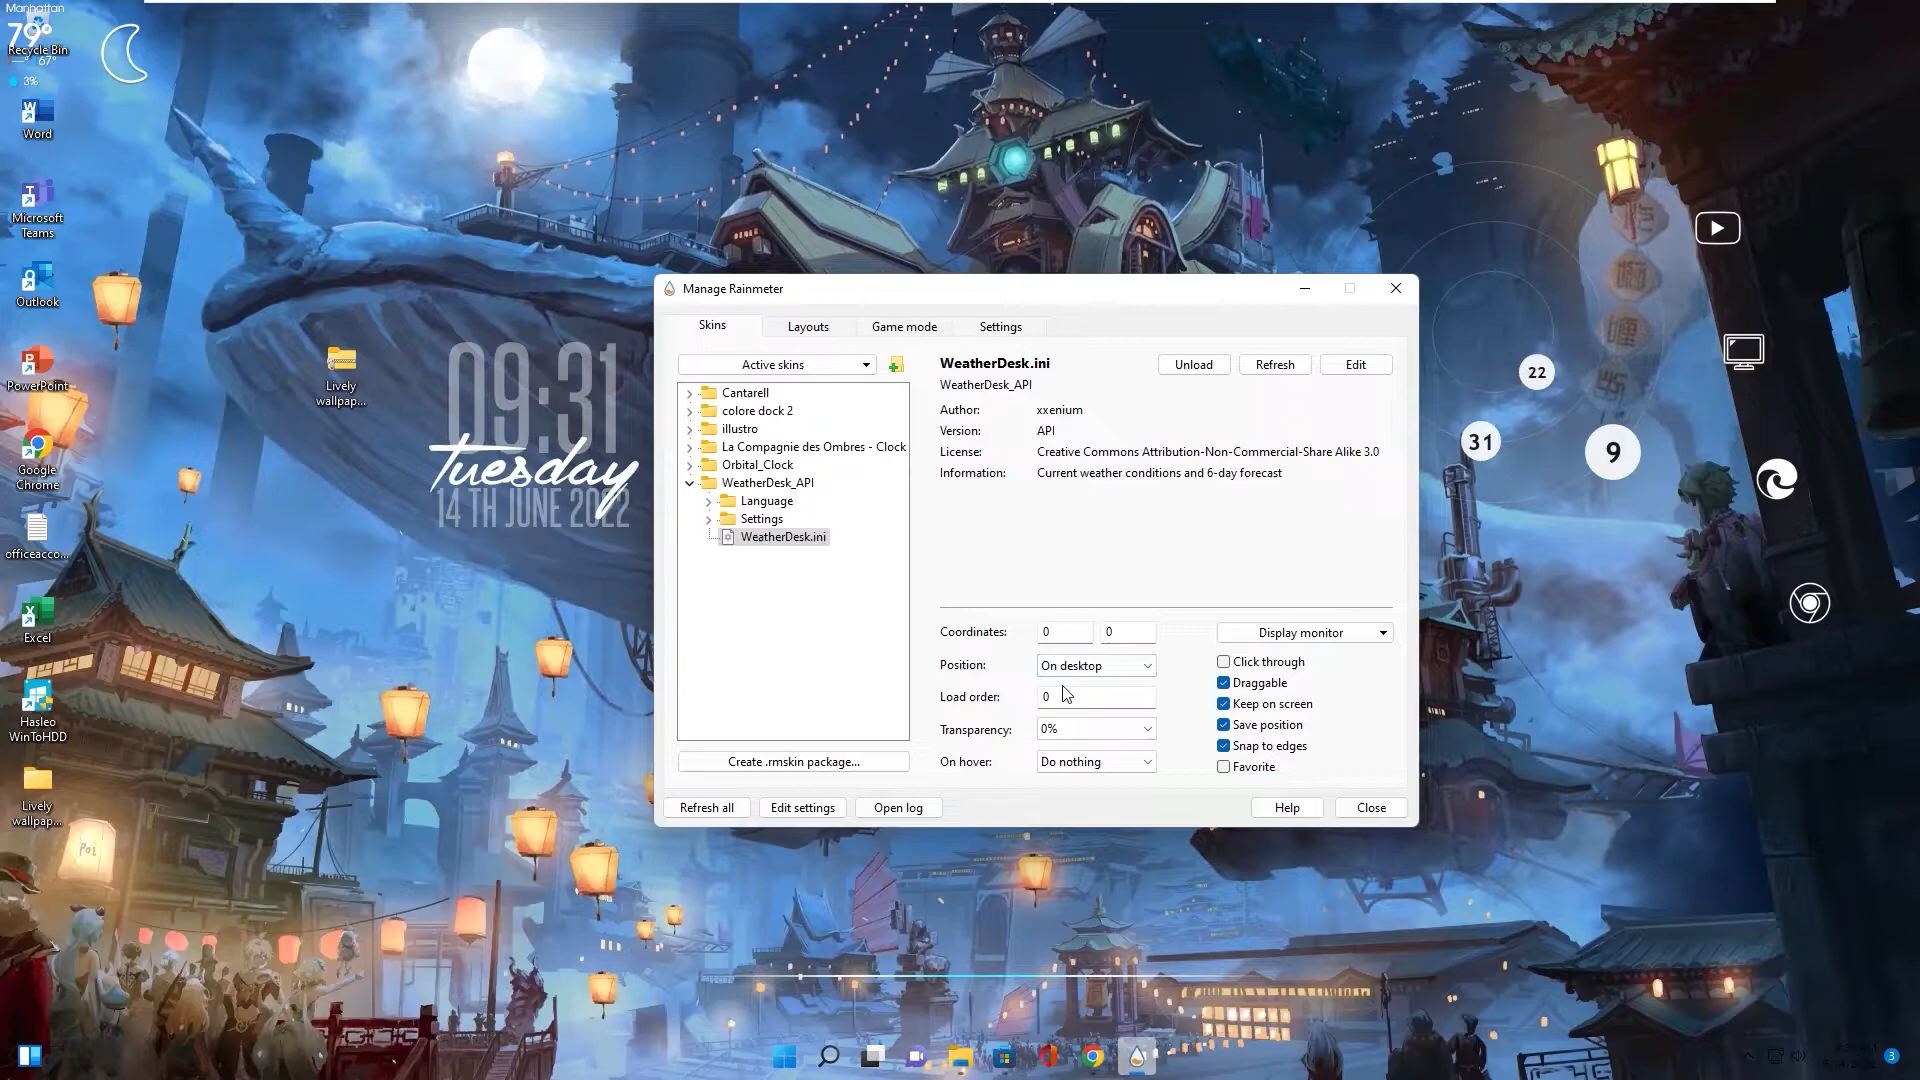 Manhattan
79°
Recycle Bin
67°
3%
Word
Microsoft
Teams
Outlook
PowerPoint
Google
Chrome
officeacco...
Excel
Hasleo
WinToHDD
Lively
wallpap...
Lively
wallpap...
09:31
tuesday
14 TH JUNE 2022
Manage Rainmeter
Skins
Layouts
Game mode
Settings
Active skins
Cantarell
colore dock 2
illustro
La Compagnie des Ombres - Clock
Orbital_Clock
WeatherDesk_API
Language
Settings
WeatherDesk.ini
Create .rmskin package...
WeatherDesk.ini
Unload
Refresh
Edit
WeatherDesk_API
Author: xxenium
Version: API
License: Creative Commons Attribution-Non-Commercial-Share Alike 3.0
Information: Current weather conditions and 6-day forecast
Coordinates: 0 0
Display monitor
Position: On desktop
Click through
Draggable
Load order: 0
Keep on screen
Save position
Transparency: 0%
Snap to edges
On hover: Do nothing
Favorite
Refresh all
Edit settings
Open log
Help
Close
22
31
9
Poi
3